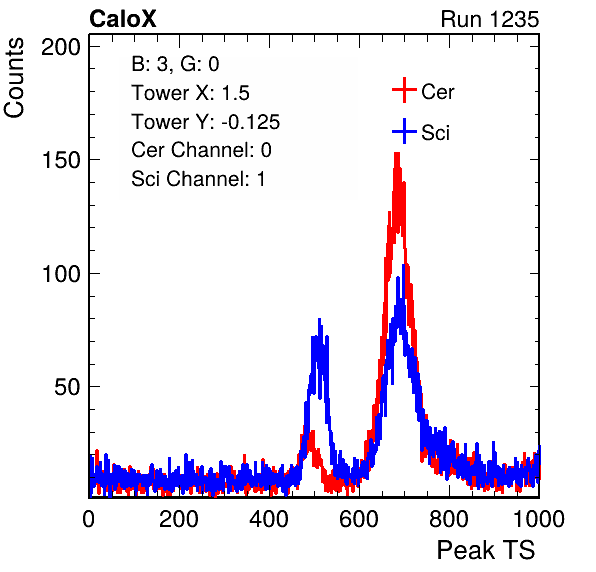 CaloX Run 1235
Counts
200
150
100
50
B: 3, G: 0
Tower X: 1.5
Tower Y: -0.125
Cer Channel: 0
Sci Channel: 1
Cer
Sci
0 200 400 600 800 1000
Peak TS